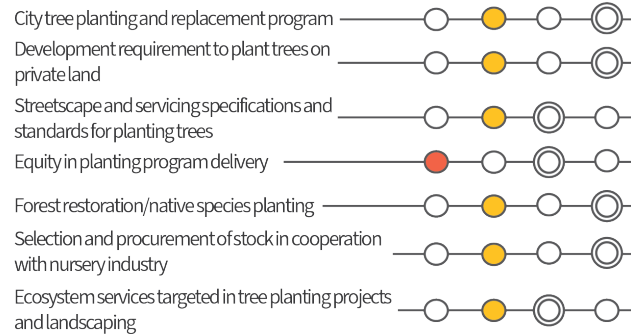 City tree planting and replacement program
Development requirement to plant trees on
private land
Streetscape and servicing specifications and
standards for planting trees
Equity in planting program delivery
Forest restoration/native species planting
Selection and procurement of stock in cooperation
with nursery industry
Ecosystem services targeted in tree planting projects
and landscaping